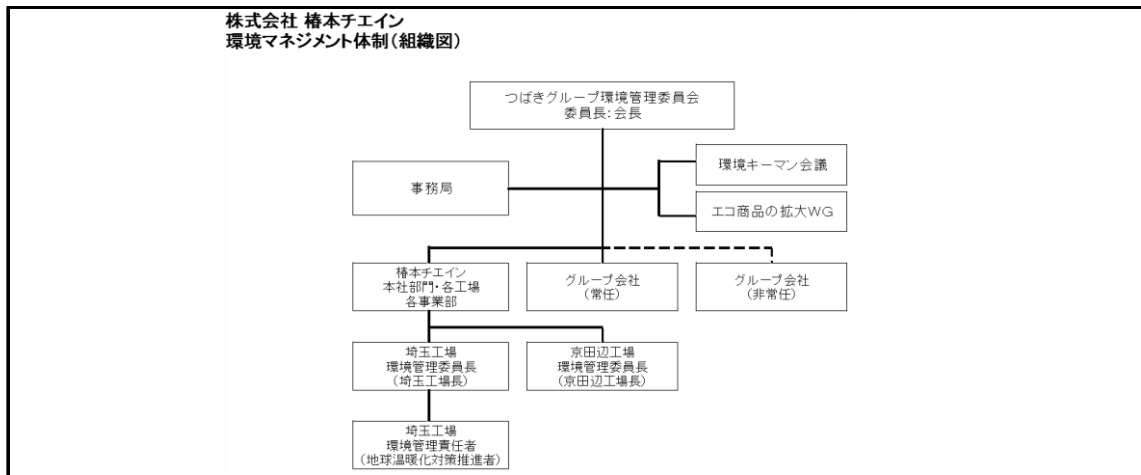 株式会社 椿本チエイン
環境マネジメント体制(組織図)
つばきグループ環境管理委員会
委員長:会長
事務局
環境キーマン会議
エコ商品の拡大WG
椿本チエイン
本社部門・各工場
各事業部
グループ会社
(常任)
グループ会社
(非常任)
埼玉工場
環境管理委員長
(埼玉工場長)
京田辺工場
環境管理委員長
(京田辺工場長)
埼玉工場
環境管理責任者
(地球温暖化対策推進者)